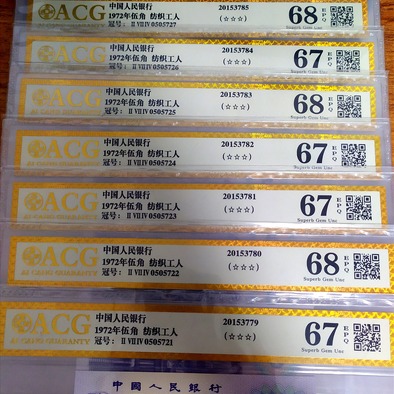 ACG
中国人民银行
1972年伍角 纺织工人
冠号： II VII IV 0505727
20153785
(☆☆☆)
68 EPQ
Superb Gem Unc
ACG
中国人民银行
1972年伍角 纺织工人
冠号： II VII IV 0505726
20153784
(☆☆☆)
67 EPQ
Superb Gem Unc
ACG
中国人民银行
1972年伍角 纺织工人
冠号： II VII IV 0505725
20153783
(☆☆☆)
68 EPQ
Superb Gem Unc
ACG
中国人民银行
1972年伍角 纺织工人
冠号： II VII IV 0505724
20153782
(☆☆☆)
67 EPQ
Superb Gem Unc
ACG
中国人民银行
1972年伍角 纺织工人
冠号： II VII IV 0505723
20153781
(☆☆☆)
67 EPQ
Superb Gem Unc
ACG
中国人民银行
1972年伍角 纺织工人
冠号： II VII IV 0505722
20153780
(☆☆☆)
68 EPQ
Superb Gem Unc
ACG
中国人民银行
1972年伍角 纺织工人
冠号： II VII IV 0505721
20153779
(☆☆☆)
67 EPQ
Superb Gem Unc
中國人民銀行